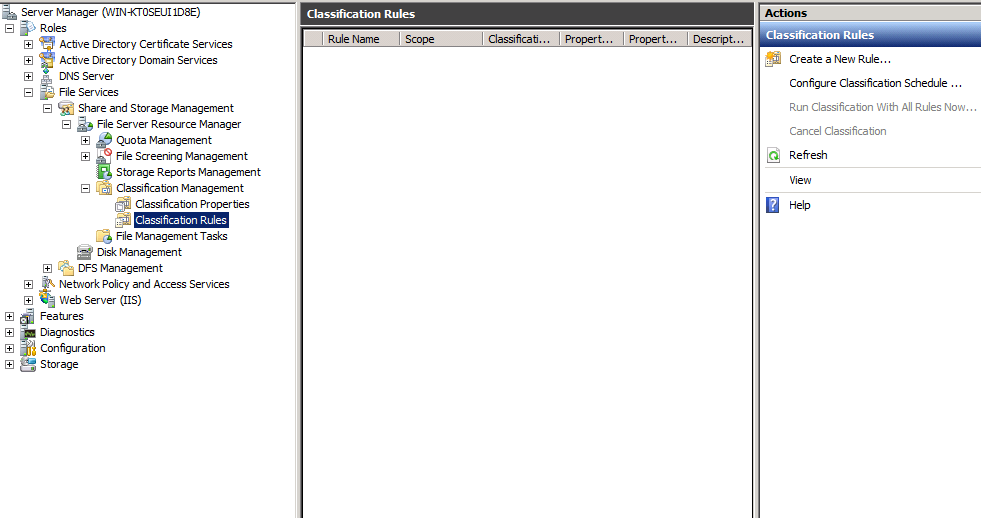 Server Manager (WIN-KT0SEUI1D8E)
Roles
Active Directory Certificate Services
Active Directory Domain Services
DNS Server
File Services
Share and Storage Management
File Server Resource Manager
Quota Management
File Screening Management
Storage Reports Management
Classification Management
Classification Properties
Classification Rules
File Management Tasks
Disk Management
DFS Management
Network Policy and Access Services
Web Server (IIS)
Features
Diagnostics
Configuration
Storage
Classification Rules
Rule Name Scope Classificati... Propert... Propert... Descript...
Actions
Classification Rules
Create a New Rule...
Configure Classification Schedule ...
Run Classification With All Rules Now...
Cancel Classification
Refresh
View
Help